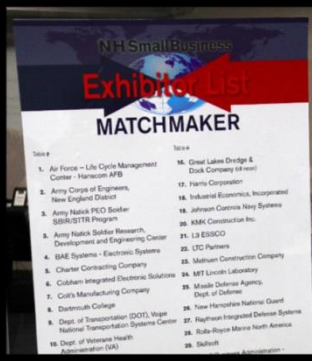 NH Small Business
Exhibitor List
MATCHMAKER
Table #
1. Air Force – Life Cycle Management
Center - Hanscom AFB
2. Army Corps of Engineers,
New England District
3. Army Natick PEO Soldier
SBIR/STTR Program
3. Army Natick Soldier Research,
Development and Engineering Center
4. BAE Systems - Electronic Systems
5. Charter Contracting Company
6. Cobham Integrated Electronic Solutions
7. Colt's Manufacturing Company
8. Dartmouth College
9. Dept. of Transportation (DOT), Volpe
National Transportation Systems Center
10. Dept. of Veterans Health
Administration (VA)
Table #
16. Great Lakes Dredge &
Dock Company
17. Harris Corporation
18. Industrial Economics, Incorporated
19. Johnson Controls Navy Systems
20. KMK Construction Inc.
21. L3 ESSCO
22. LTC Partners
23. Methuen Construction Company
24. MIT Lincoln Laboratory
25. Missile Defense Agency,
Dept. of Defense
26. New Hampshire National Guard
27. Raytheon Integrated Defense Systems
28. Rolls-Royce Marine North America
29. Skillsoft
Administration -